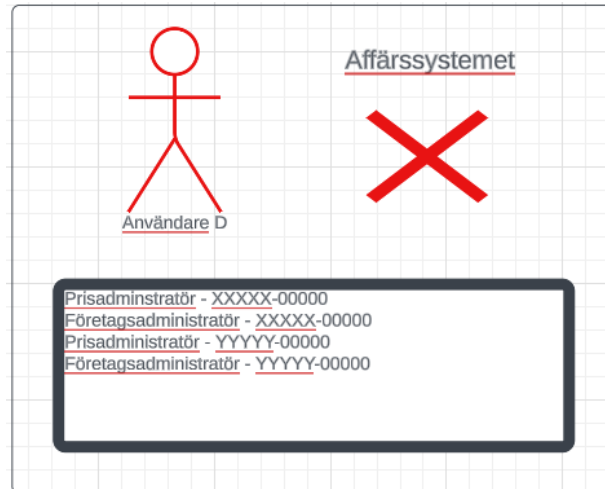 Affärssystemet
Användare D
Prisadminstratör - XXXXX-00000
Företagsadministratör - XXXXX-00000
Prisadministratör - YYYYY-00000
Företagsadministratör - YYYYY-00000